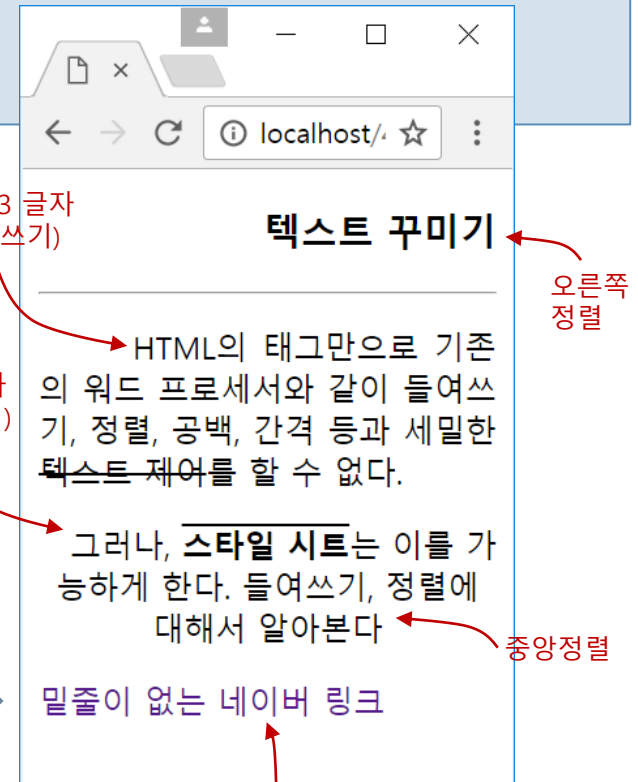 localhost/
3 글자
쓰기)
텍스트 꾸미기
오른쪽
정렬
HTML의 태그만으로 기존
의 워드 프로세서와 같이 들여쓰
기, 정렬, 공백, 간격 등과 세밀한
텍스트 제어를 할 수 없다.
)
그러나, 스타일 시트는 이를 가
능하게 한다. 들여쓰기, 정렬에
대해서 알아본다
중앙정렬
밑줄이 없는 네이버 링크